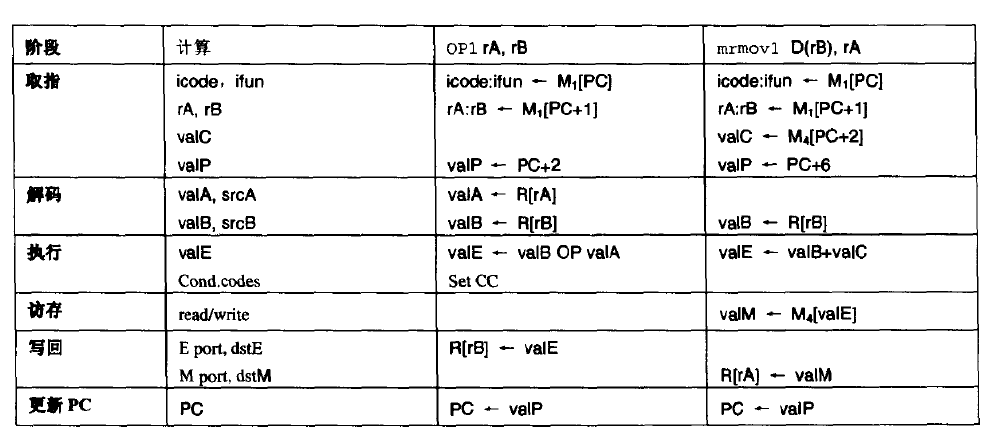 阶段 计算 OPl rA, rB mrmovl D(rB), rA
取指 icode, ifun icode:ifun ← M₁[PC] icode:ifun ← M₁[PC]
rA, rB rA:rB ← M₁[PC+1] rA:rB ← M₁[PC+1]
valC valC ← M₄[PC+2]
valP valP ← PC+2 valP ← PC+6
解码 valA, srcA valA ← R[rA]
valB, srcB valB ← R[rB] valB ← R[rB]
执行 valE valE ← valB OP valA valE ← valB+valC
Cond.codes Set CC
访存 read/write valM ← M₄[valE]
写回 E port, dstE R[rB] ← valE
M port, dstM R[rA] ← valM
更新 PC PC PC ← valP PC ← valP